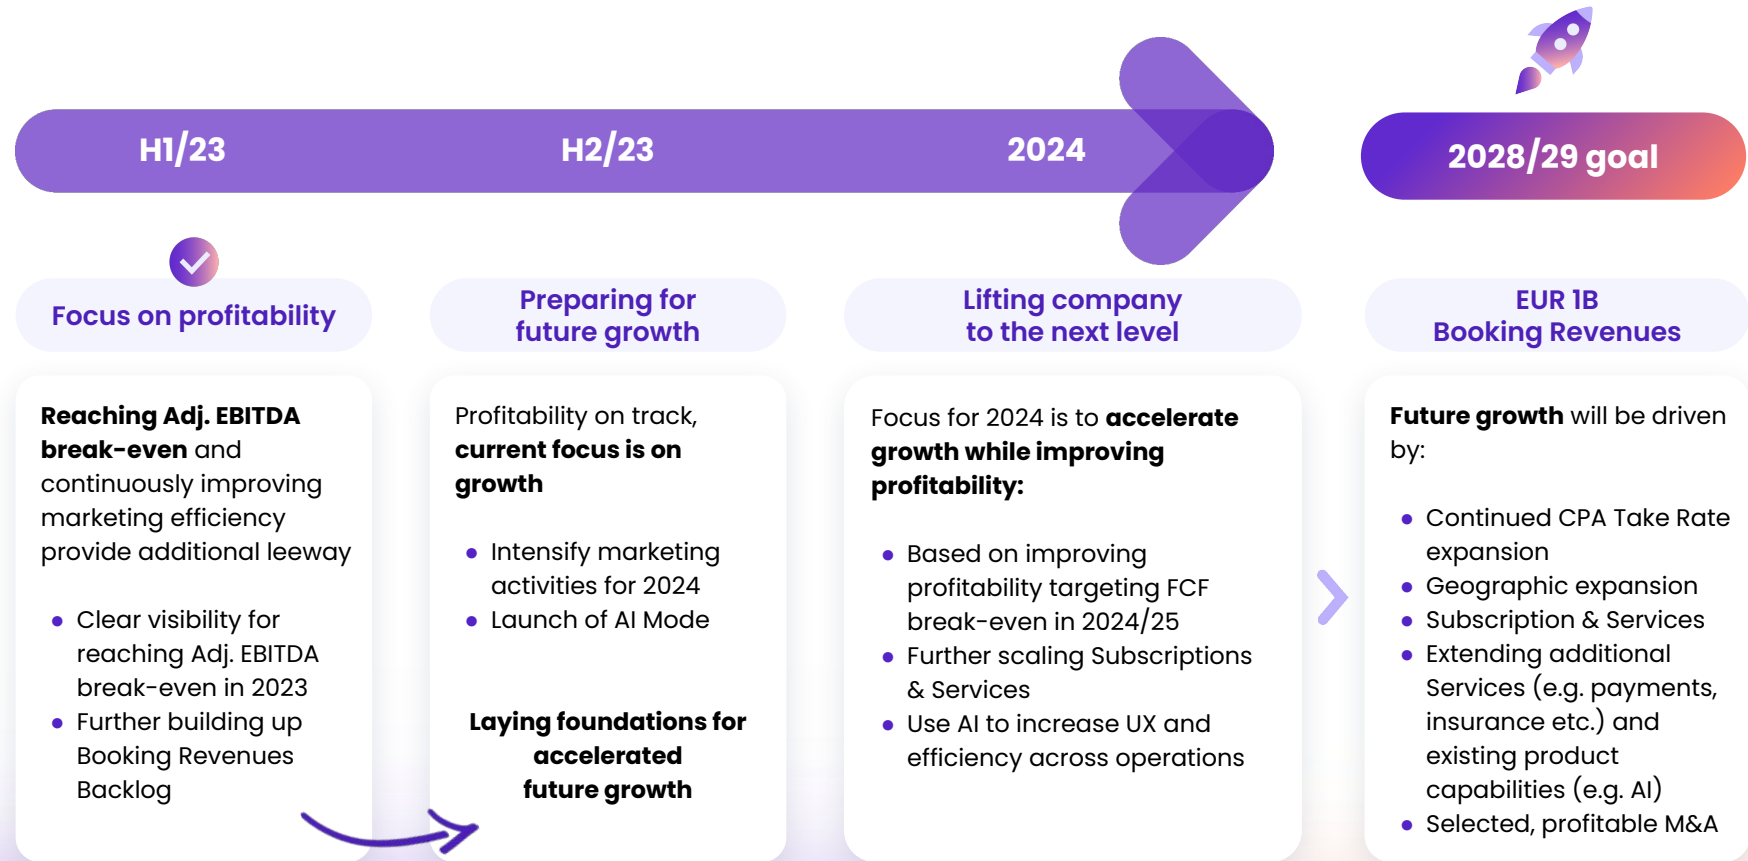 H1/23
H2/23
2024
2028/29 goal
Focus on profitability
Reaching Adj. EBITDA
break-even and
continuously improving
marketing efficiency
provide additional leeway
• Clear visibility for
reaching Adj. EBITDA
break-even in 2023
• Further building up
Booking Revenues
Backlog
Preparing for
future growth
Profitability on track,
current focus is on
growth
• Intensify marketing
activities for 2024
• Launch of AI Mode
Laying foundations for
accelerated
future growth
Lifting company
to the next level
Focus for 2024 is to accelerate
growth while improving
profitability:
• Based on improving
profitability targeting FCF
break-even in 2024/25
• Further scaling Subscriptions
& Services
• Use AI to increase UX and
efficiency across operations
EUR 1B
Booking Revenues
Future growth will be driven
by:
• Continued CPA Take Rate
expansion
• Geographic expansion
• Subscription & Services
• Extending additional
Services (e.g. payments,
insurance etc.) and
existing product
capabilities (e.g. AI)
• Selected, profitable M&A